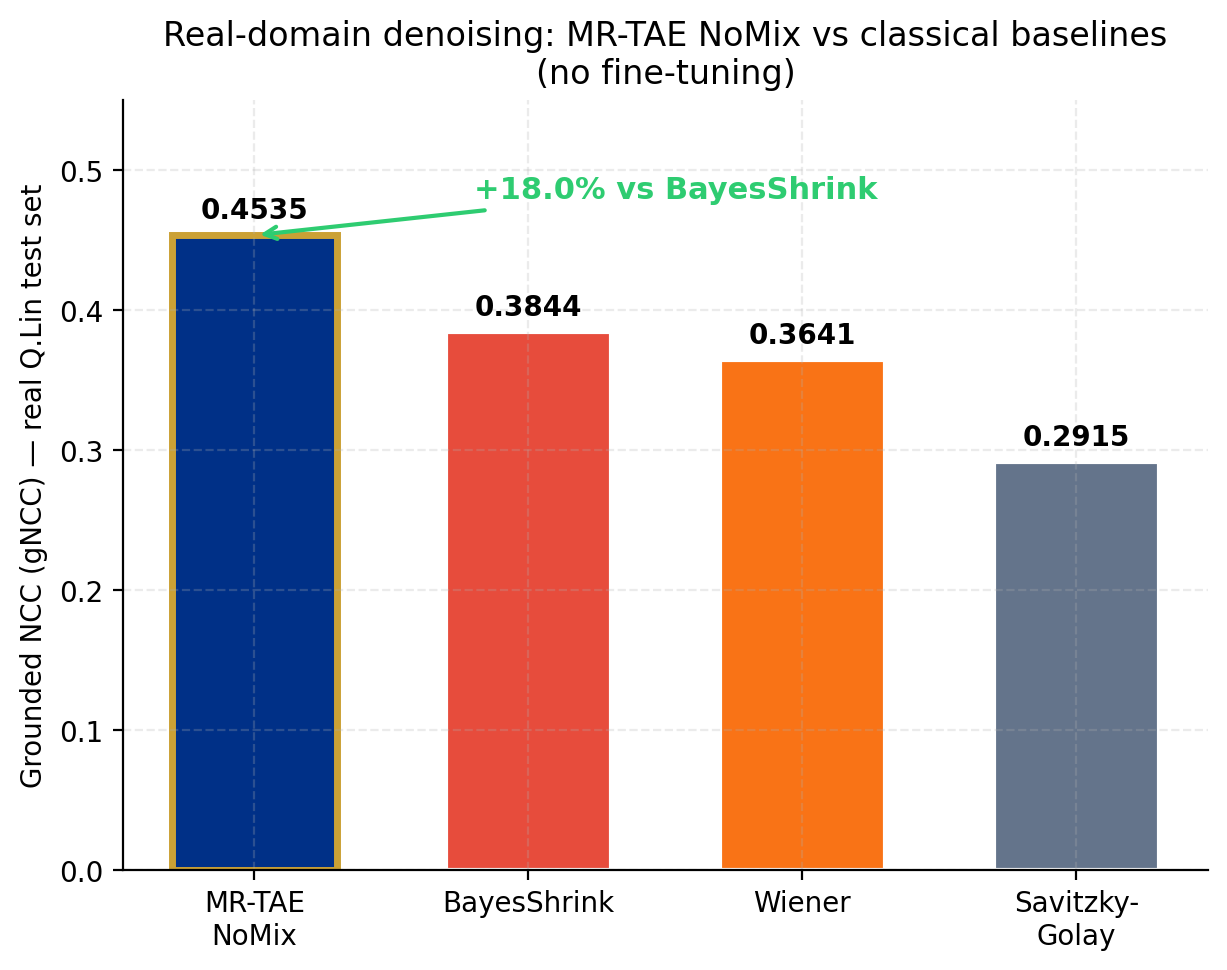 Real-domain denoising: MR-TAE NoMix vs classical baselines
(no fine-tuning)
Grounded NCC (gNCC) — real Q.Lin test set
0.5
0.4
0.3
0.2
0.1
0.0
+18.0% vs BayesShrink
0.4535
0.3844
0.3641
0.2915
MR-TAE
NoMix
BayesShrink
Wiener
Savitzky-
Golay